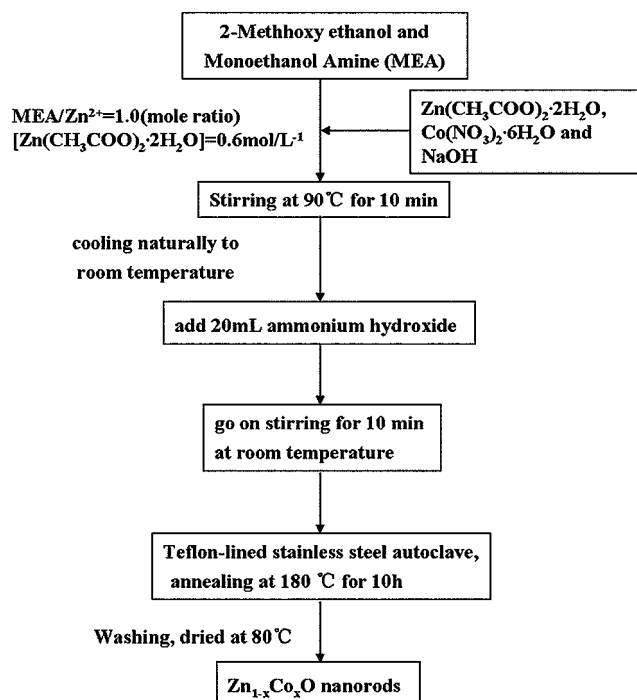 2-Methhoxy ethanol and
Monoethanol Amine (MEA)
MEA/Zn²⁺=1.0(mole ratio)
[Zn(CH₃COO)₂·2H₂O]=0.6mol/L⁻¹
Zn(CH₃COO)₂·2H₂O,
Co(NO₃)₂·6H₂O and
NaOH
Stirring at 90℃ for 10 min
cooling naturally to
room temperature
add 20mL ammonium hydroxide
go on stirring for 10 min
at room temperature
Teflon-lined stainless steel autoclave,
annealing at 180 ℃ for 10h
Washing, dried at 80℃
Zn₁₋ₓCoₓO nanorods